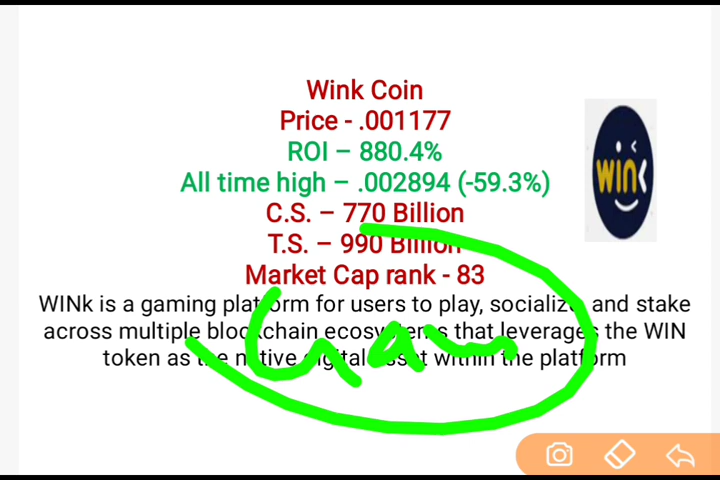 Wink Coin
Price - .001177
ROI – 880.4%
All time high – .002894 (-59.3%)
C.S. – 770 Billion
T.S. – 990 Billion
Market Cap rank - 83
WINk is a gaming platform for users to play, socialize, and stake
across multiple blockchain ecosystems that leverages the WIN
token as the native digital asset within the platform
wink